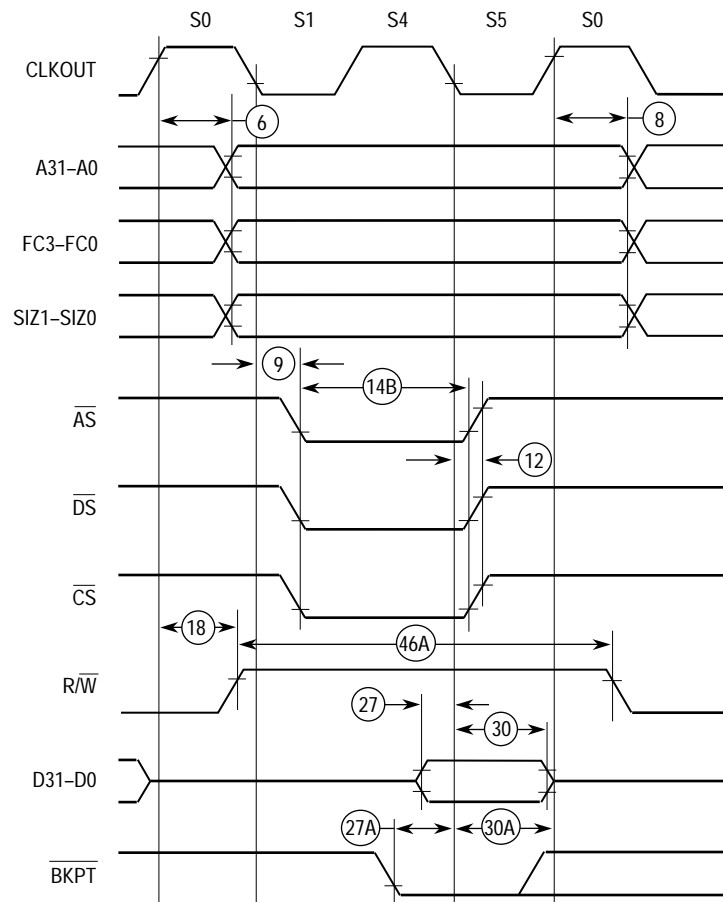 S0 S1 S4 S5 S0
CLKOUT
6 8
A31–A0
FC3–FC0
SIZ1–SIZ0
9
14B
AS
12
DS
CS
18
46A
R/W
27
30
D31–D0
27A 30A
BKPT